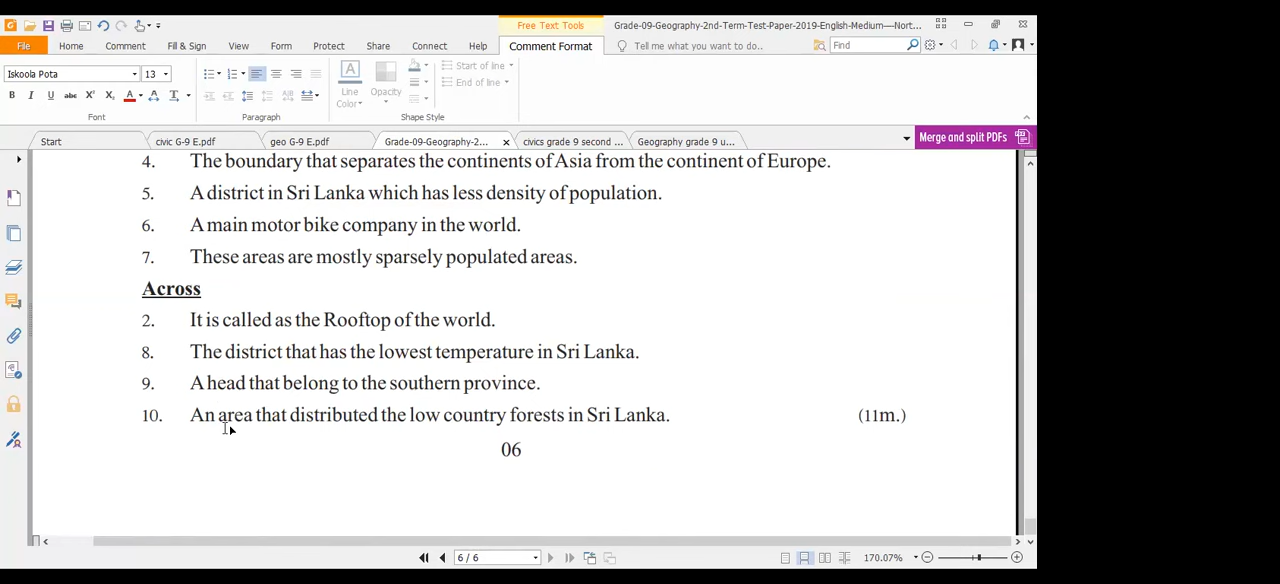 Free Text Tools
Grade-09-Geography-2nd-Term-Test-Paper-2019-English-Medium—Nort...
File Home Comment Fill & Sign View Form Protect Share Connect Help Comment Format Tell me what you want to do.. Find
Iskoola Pota 13
Line Color Opacity Start of line End of line
B I U abc X² X₂ A A T
Font Paragraph Shape Style
Start civic G-9 E.pdf geo G-9 E.pdf Grade-09-Geography-2... civics grade 9 second ... Geography grade 9 u... Merge and split PDFs
4. The boundary that separates the continents of Asia from the continent of Europe.
5. A district in Sri Lanka which has less density of population.
6. A main motor bike company in the world.
7. These areas are mostly sparsely populated areas.
Across
2. It is called as the Rooftop of the world.
8. The district that has the lowest temperature in Sri Lanka.
9. A head that belong to the southern province.
10. An area that distributed the low country forests in Sri Lanka. (11m.)
06
6 / 6 170.07%